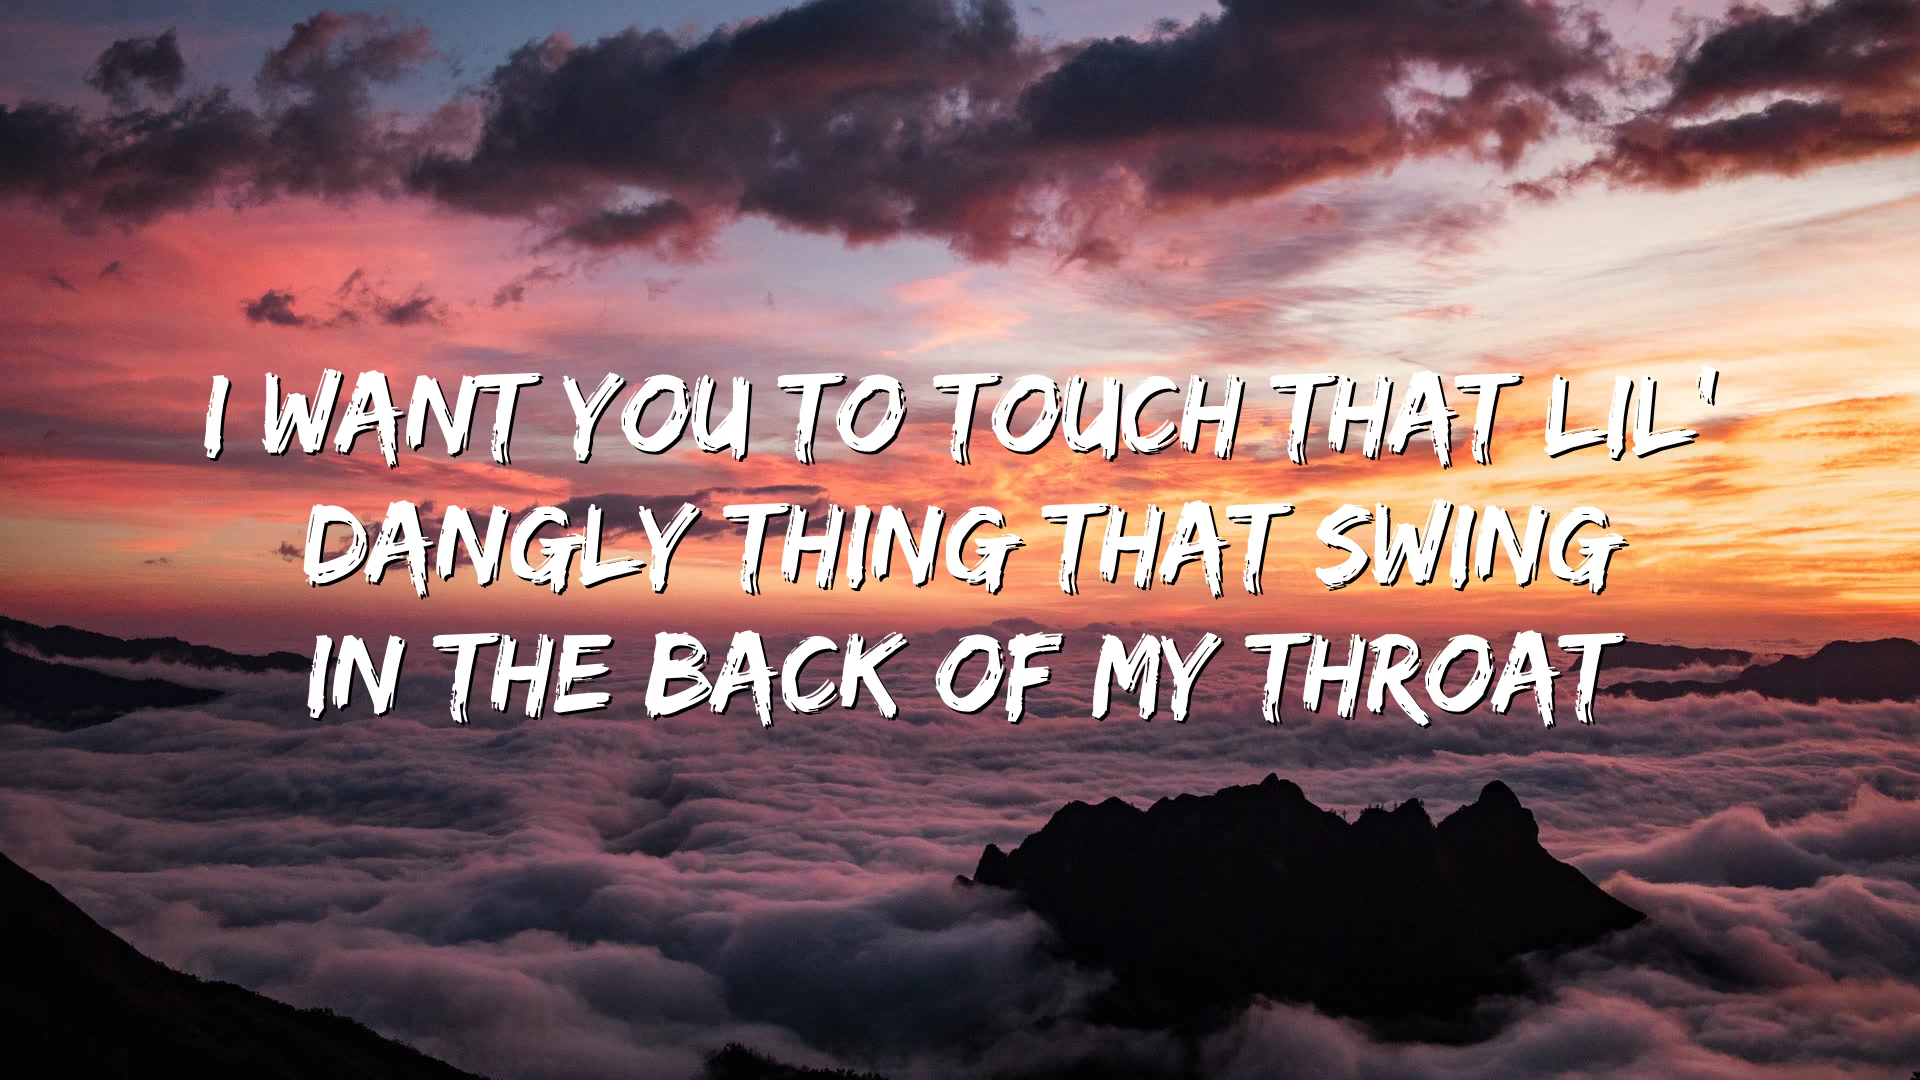 I WANT YOU TO TOUCH THAT LIL'
DANGLY THING THAT SWING
IN THE BACK OF MY THROAT